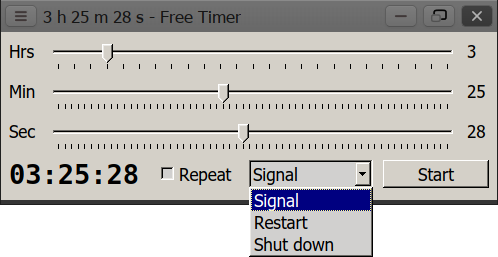 3 h 25 m 28 s - Free Timer
Hrs 3
Min 25
Sec 28
03:25:28 Repeat Signal Start
Signal
Restart
Shut down